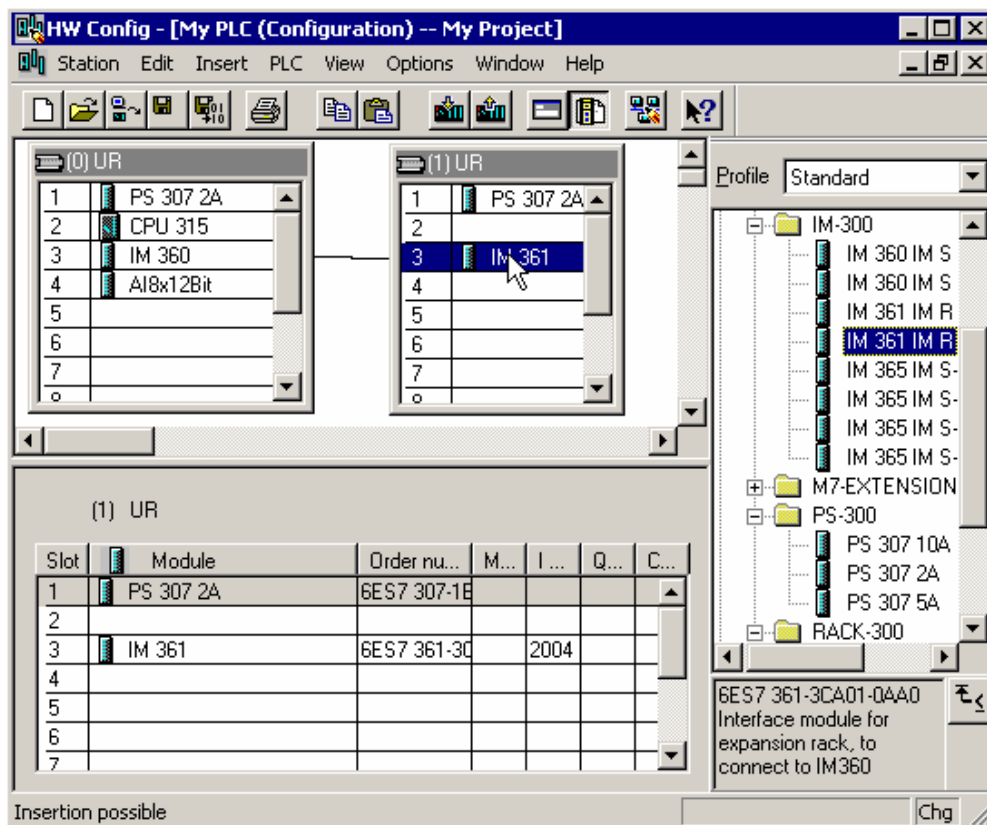 HW Config - [My PLC (Configuration) -- My Project]
Station Edit Insert PLC View Options Window Help
(0) UR
1 PS 307 2A
2 CPU 315
3 IM 360
4 AI8x12Bit
5
6
7
(1) UR
1 PS 307 2A
2
3 IM 361
4
5
6
7
Profile Standard
IM-300
IM 360 IM S
IM 360 IM S
IM 361 IM R
IM 361 IM R
IM 365 IM S-
IM 365 IM S-
IM 365 IM S-
IM 365 IM S-
M7-EXTENSION
PS-300
PS 307 10A
PS 307 2A
PS 307 5A
RACK-300
6ES7 361-3CA01-0AA0
Interface module for
expansion rack, to
connect to IM360
(1) UR
Slot Module Order nu... M... I ... Q... C...
1 PS 307 2A 6ES7 307-1E
2
3 IM 361 6ES7 361-3C 2004
4
5
6
7
Insertion possible
Chg